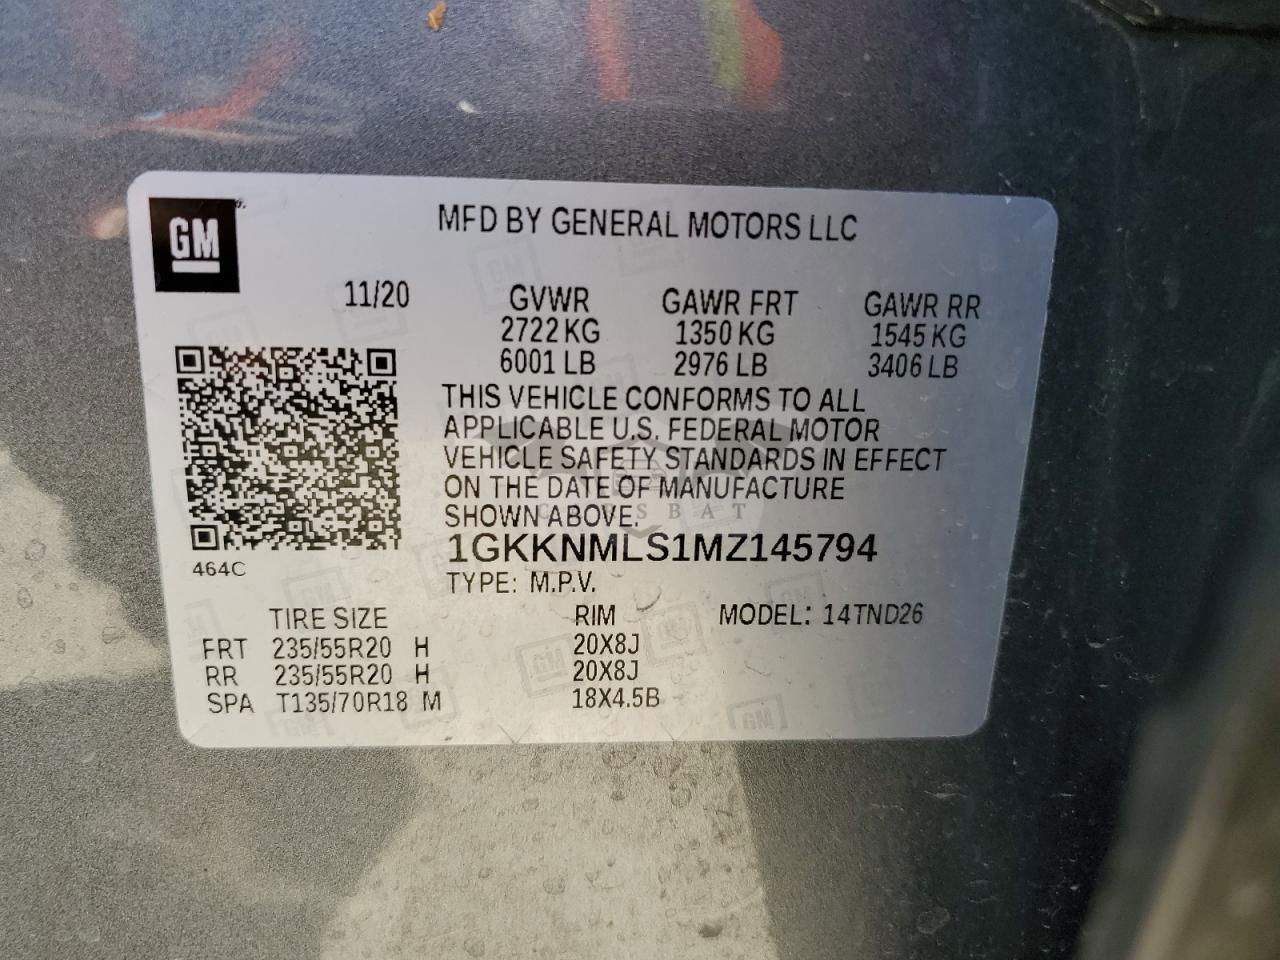 GM
MFD BY GENERAL MOTORS LLC
11/20 GVWR GAWR FRT GAWR RR
2722 KG 1350 KG 1545 KG
6001 LB 2976 LB 3406 LB
THIS VEHICLE CONFORMS TO ALL
APPLICABLE U.S. FEDERAL MOTOR
VEHICLE SAFETY STANDARDS IN EFFECT
ON THE DATE OF MANUFACTURE
SHOWN ABOVE.
1GKKNMLS1MZ145794
464C
TYPE: M.P.V.
TIRE SIZE RIM MODEL: 14TND26
FRT 235/55R20 H 20X8J
RR 235/55R20 H 20X8J
SPA T135/70R18 M 18X4.5B
GM
GM